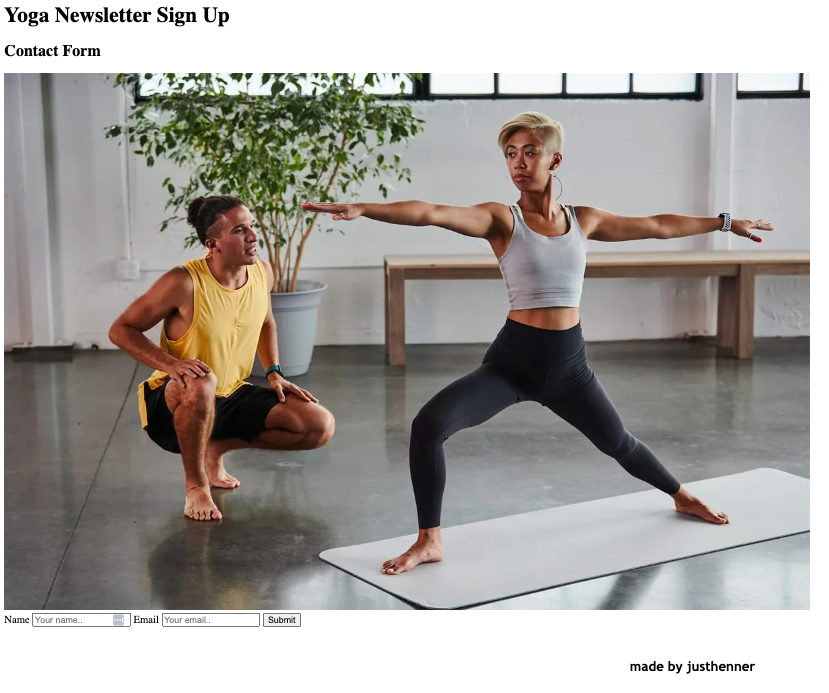 Yoga Newsletter Sign Up
Contact Form
Name Your name.. Email Your email.. Submit
made by justhenner